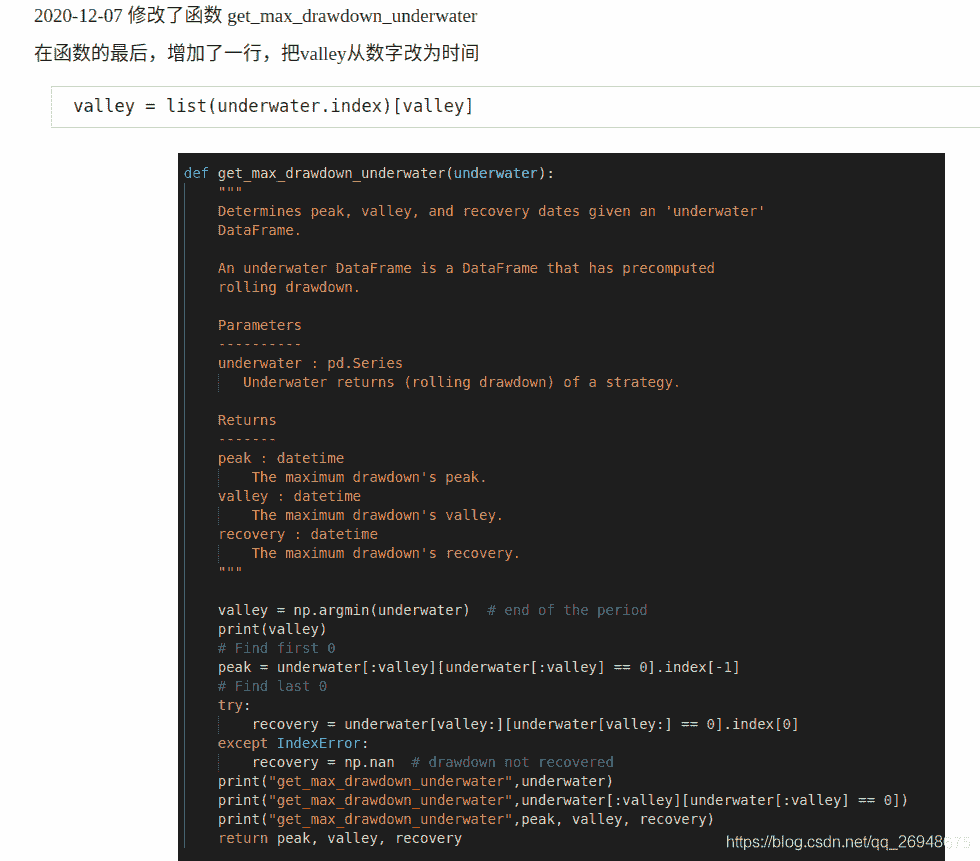 2020-12-07 修改了函数 get_max_drawdown_underwater
在函数的最后，增加了一行，把valley从数字改为时间
valley = list(underwater.index)[valley]
def get_max_drawdown_underwater(underwater):
"""
Determines peak, valley, and recovery dates given an 'underwater'
DataFrame.
An underwater DataFrame is a DataFrame that has precomputed
rolling drawdown.
Parameters
----------
underwater : pd.Series
Underwater returns (rolling drawdown) of a strategy.
Returns
-------
peak : datetime
The maximum drawdown's peak.
valley : datetime
The maximum drawdown's valley.
recovery : datetime
The maximum drawdown's recovery.
"""
valley = np.argmin(underwater)  # end of the period
print(valley)
# Find first 0
peak = underwater[:valley][underwater[:valley] == 0].index[-1]
# Find last 0
try:
recovery = underwater[valley:][underwater[valley:] == 0].index[0]
except IndexError:
recovery = np.nan  # drawdown not recovered
print("get_max_drawdown_underwater",underwater)
print("get_max_drawdown_underwater",underwater[:valley][underwater[:valley] == 0])
print("get_max_drawdown_underwater",peak, valley, recovery)
return peak, valley, recovery
https://blog.csdn.net/qq_26948675